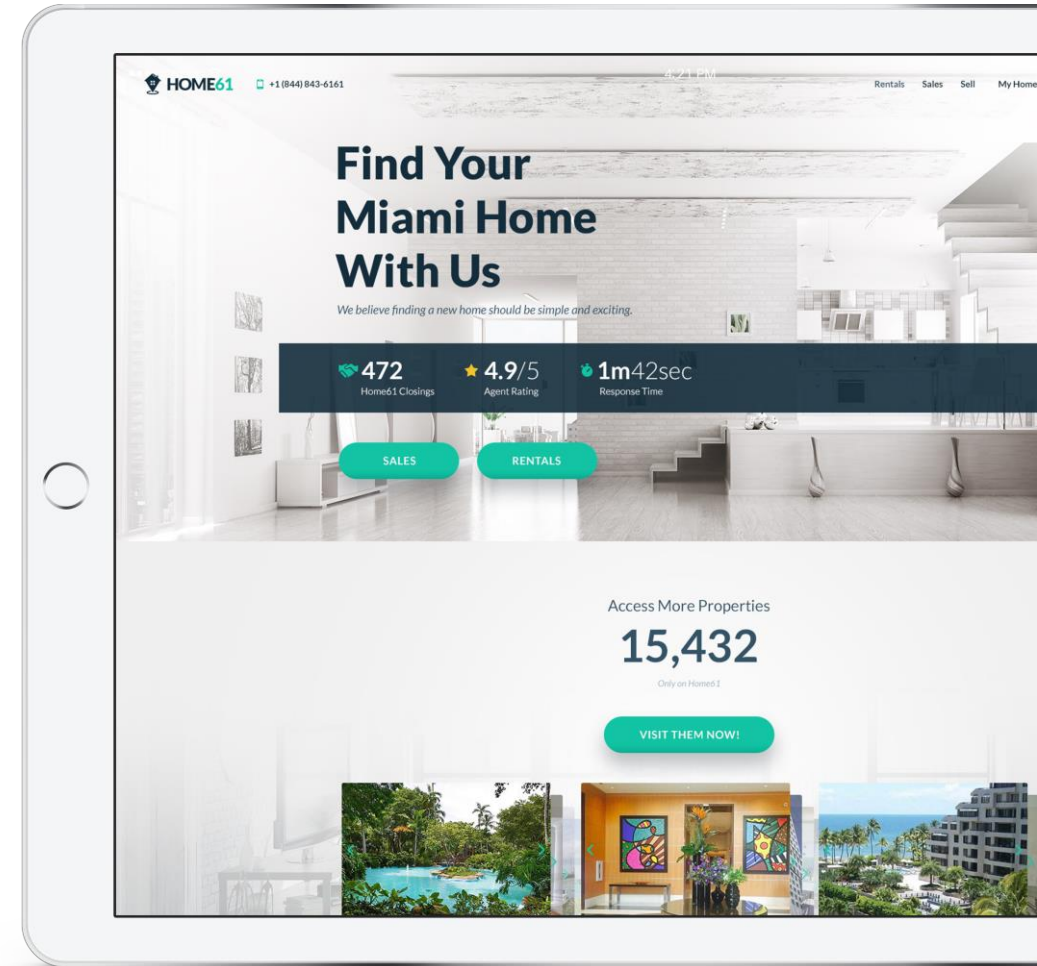 4:21 PM
HOME61
+1 (844) 843-6161
Rentals Sales Sell My Home
Find Your
Miami Home
With Us
We believe finding a new home should be simple and exciting.
472 4.9/5 1m42sec
Home61 Closings Agent Rating Response Time
SALES RENTALS
Access More Properties
15,432
Only on Home61
VISIT THEM NOW!